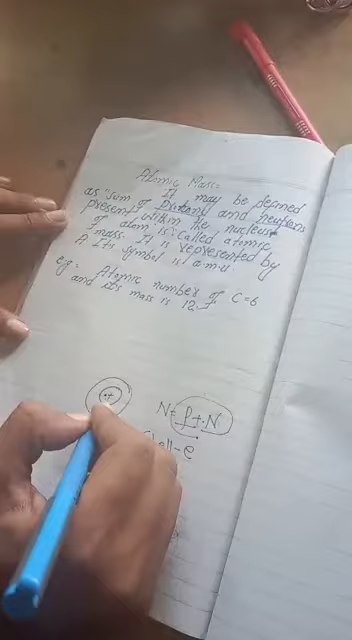 Atomic Mass:-
It may be defined
as "sum of Protons and neutrons
present within the nucleus"
of atom is called atomic
mass. It is represented by
A Its symbol is a.m.u.
eg:- Atomic number of C=6
and its mass is 12.
++
N= P+N
ll-e